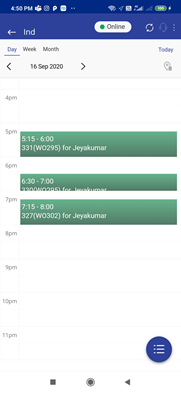 4:50 PM
Ind
Online
Day Week Month Today
16 Sep 2020
4pm
5pm
5:15 - 6:00
331(WO295) for Jeyakumar
6pm
6:30 - 7:00
330(WO295) for Jeyakumar
7pm
7:15 - 8:00
327(WO302) for Jeyakumar
8pm
9pm
10pm
11pm